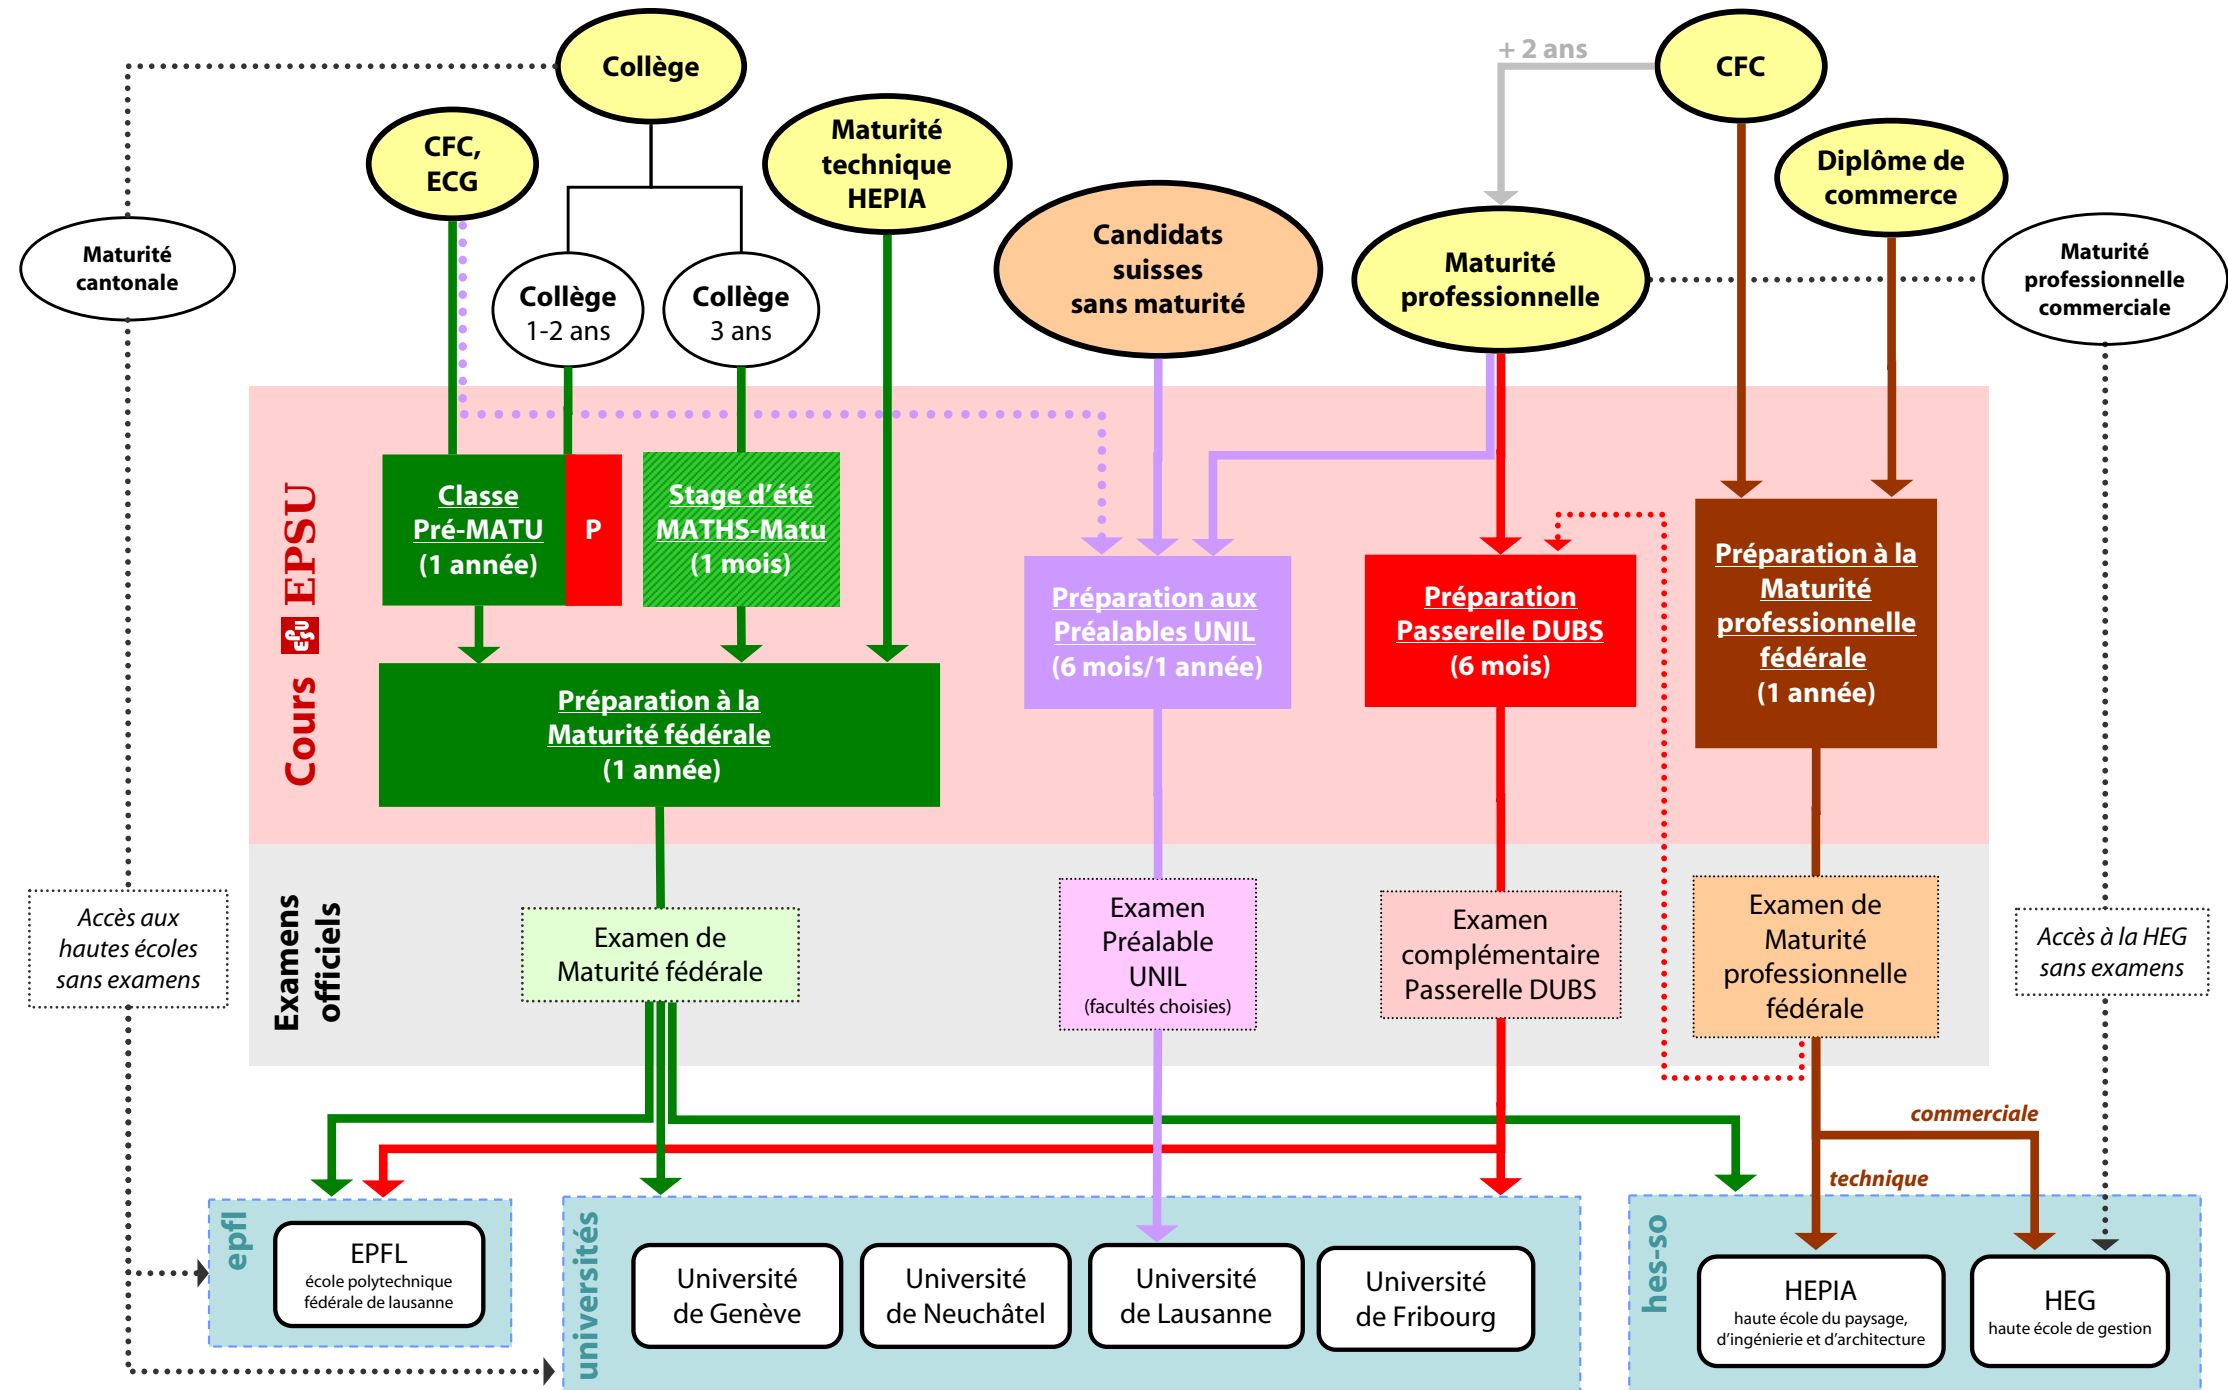 Collège
+ 2 ans
CFC
CFC,
ECG
Maturité
technique
HEPIA
Diplôme de
commerce
Maturité
cantonale
Collège
1-2 ans
Collège
3 ans
Candidats
suisses
sans maturité
Maturité
professionnelle
Maturité
professionnelle
commerciale
Cours epsu EPSU
Classe
Pré-MATU
(1 année)
P
Stage d’été
MATHS-Matu
(1 mois)
Préparation aux
Préalables UNIL
(6 mois/1 année)
Préparation
Passerelle DUBS
(6 mois)
Préparation à la
Maturité
professionnelle
fédérale
(1 année)
Préparation à la
Maturité fédérale
(1 année)
Accès aux
hautes écoles
sans examens
Examens
officiels
Examen de
Maturité fédérale
Examen
Préalable
UNIL
(facultés choisies)
Examen
complémentaire
Passerelle DUBS
Examen de
Maturité
professionnelle
fédérale
Accès à la HEG
sans examens
commerciale
technique
epfl
EPFL
école polytechnique
fédérale de lausanne
universités
Université
de Genève
Université
de Neuchâtel
Université
de Lausanne
Université
de Fribourg
hes-so
HEPIA
haute école du paysage,
d’ingénierie et d’architecture
HEG
haute école de gestion